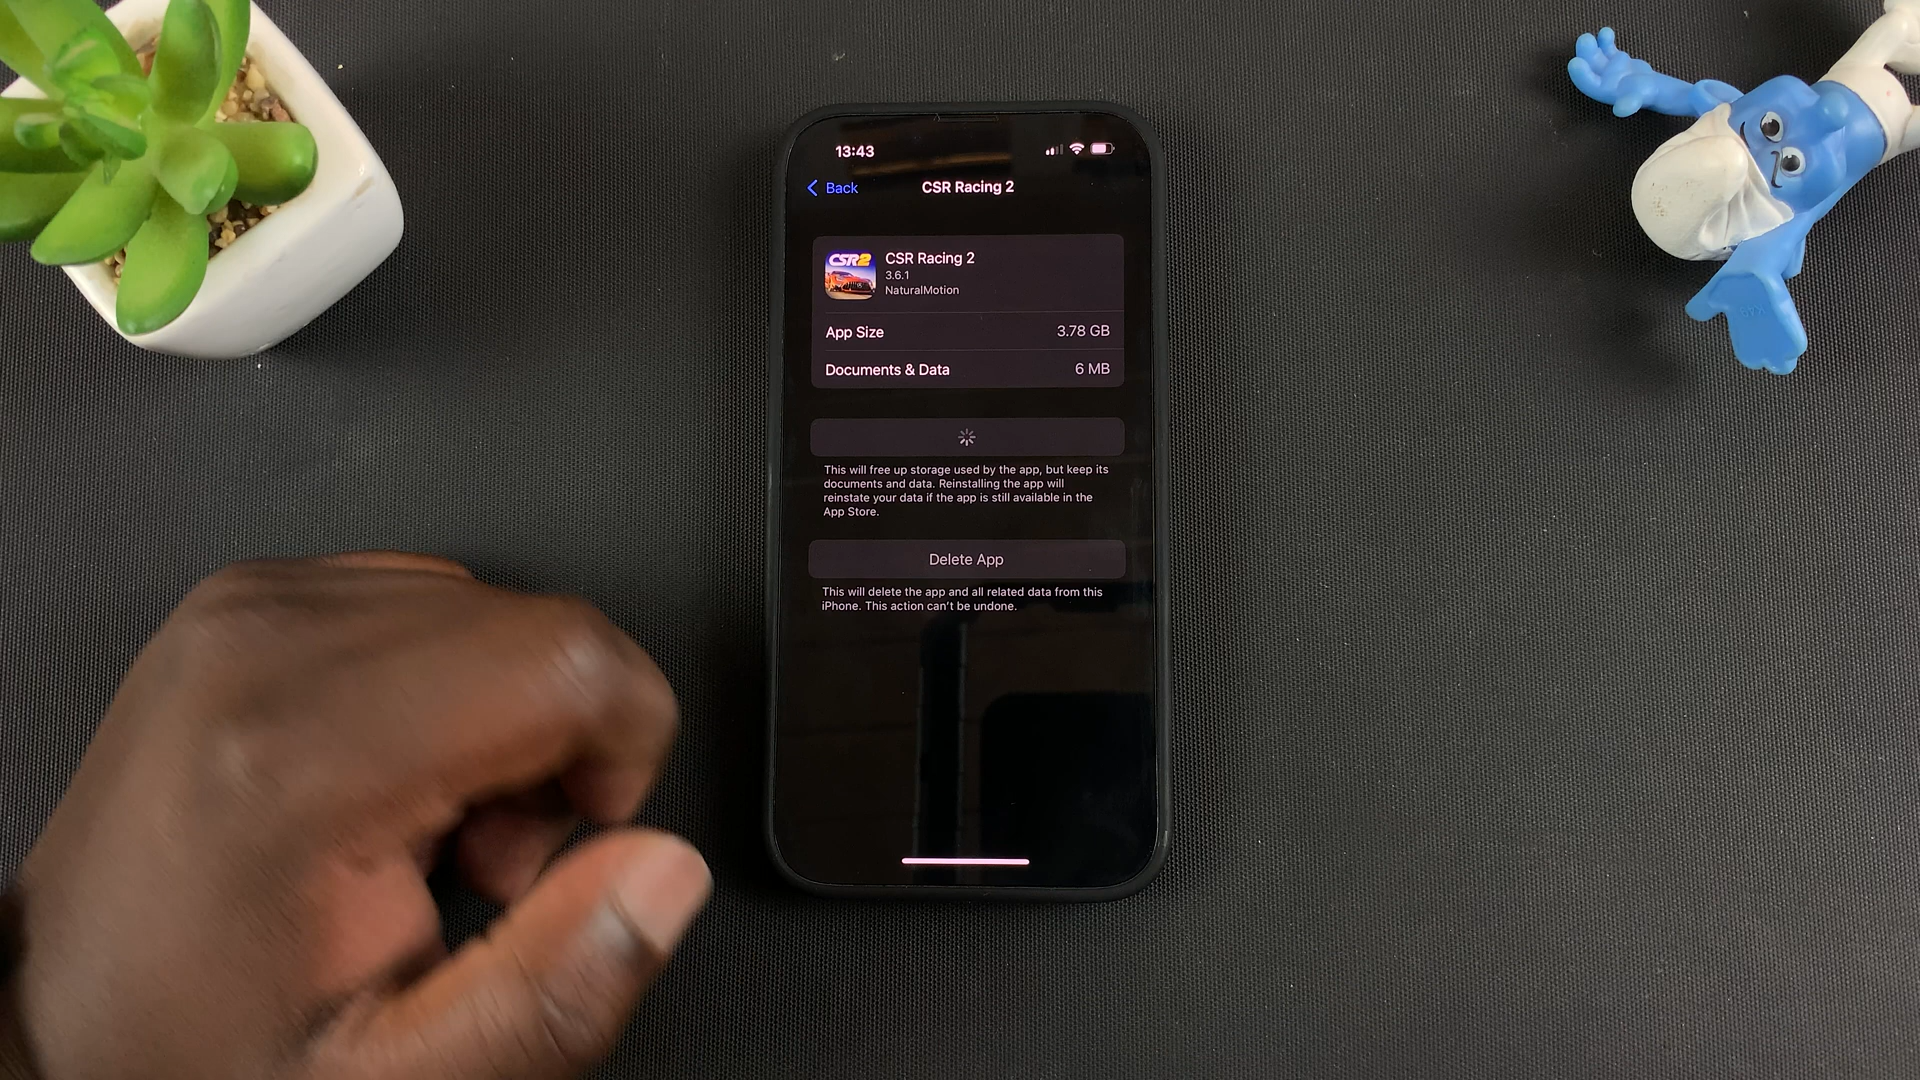 13:43
Back
CSR Racing 2
CSR2
CSR Racing 2
3.6.1
NaturalMotion
App Size 3.78 GB
Documents & Data 6 MB
This will free up storage used by the app, but keep its
documents and data. Reinstalling the app will
reinstate your data if the app is still available in the
App Store.
Delete App
This will delete the app and all related data from this
iPhone. This action can't be undone.